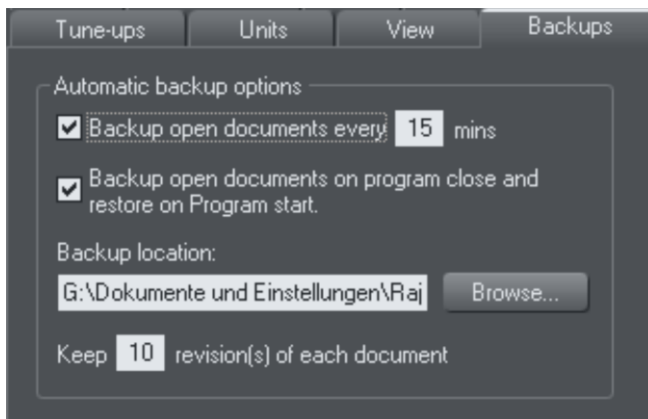 Tune-ups Units View Backups
Automatic backup options
Backup open documents every 15 mins
Backup open documents on program close and
restore on Program start.
Backup location:
G:\Dokumente und Einstellungen\Raj Browse...
Keep 10 revision(s) of each document